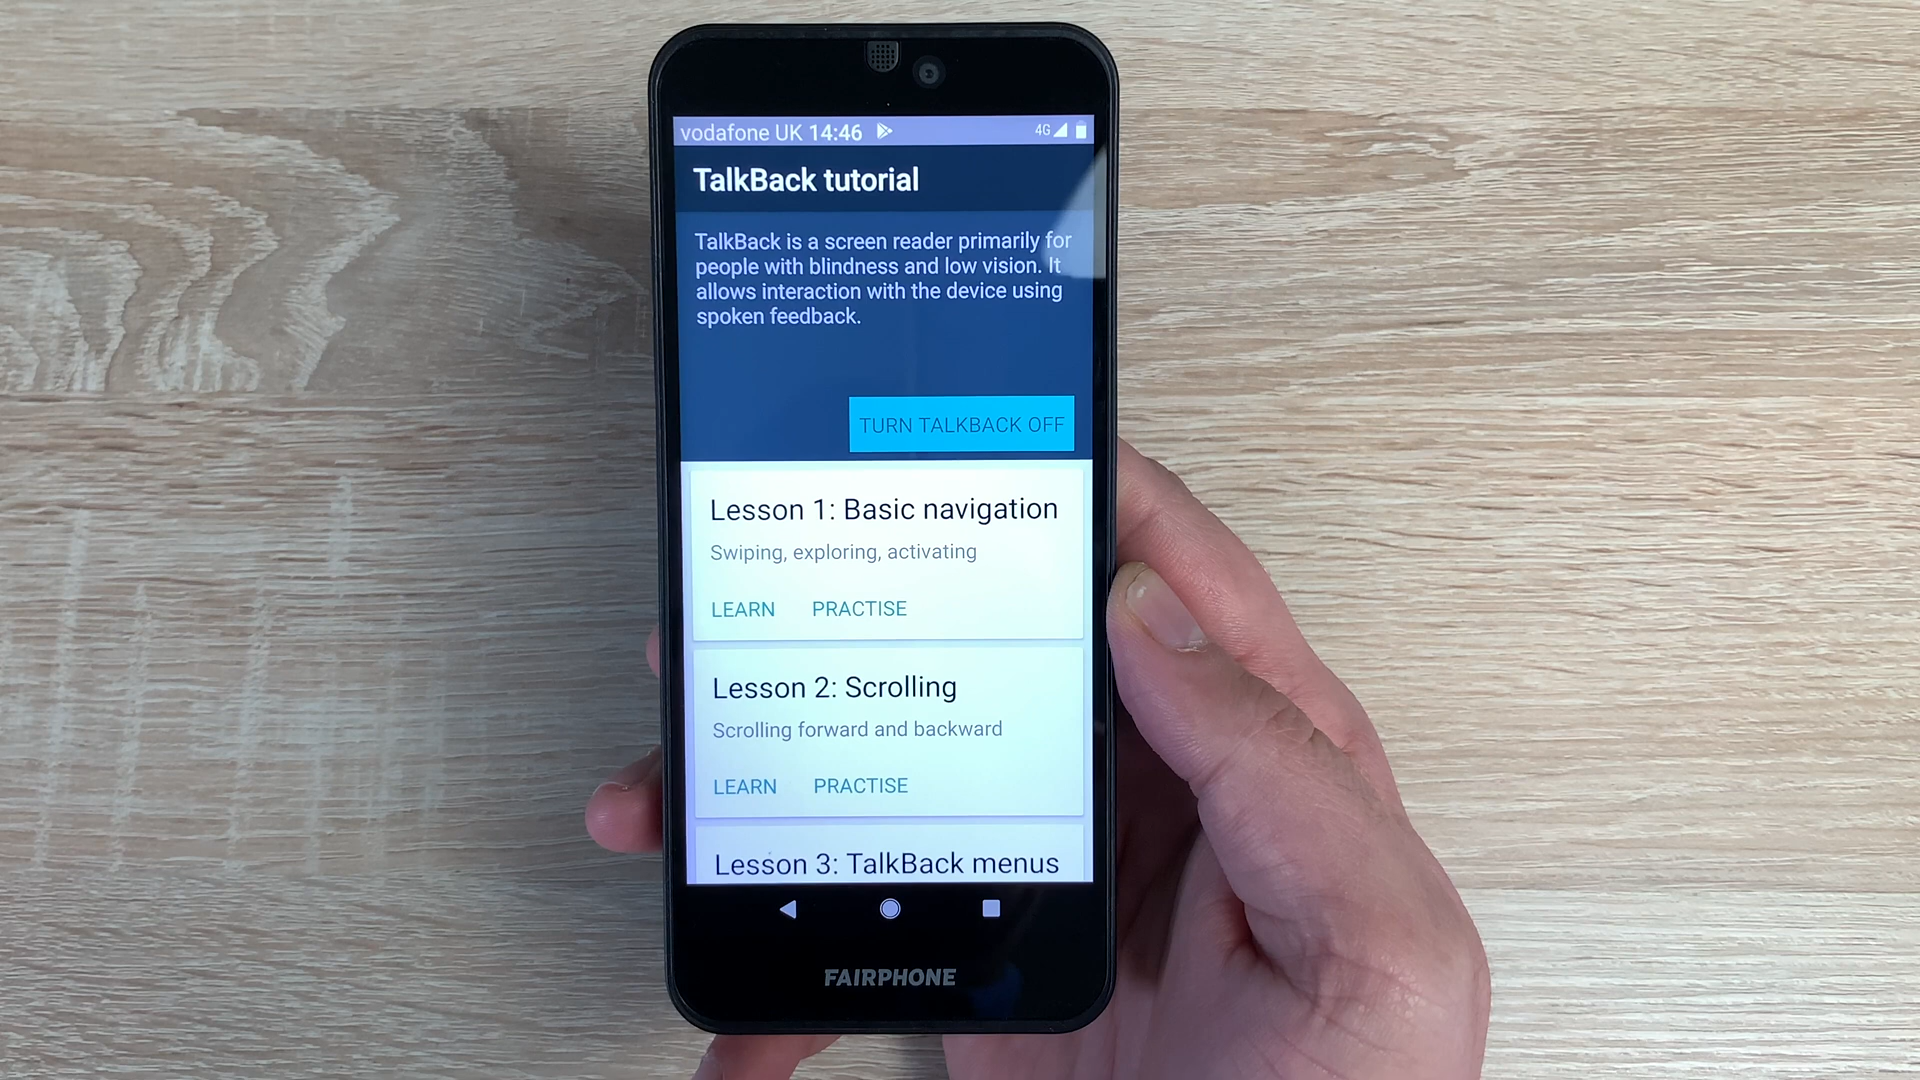 vodafone UK 14:46 4G
TalkBack tutorial
TalkBack is a screen reader primarily for
people with blindness and low vision. It
allows interaction with the device using
spoken feedback.
TURN TALKBACK OFF
Lesson 1: Basic navigation
Swiping, exploring, activating
LEARN PRACTISE
Lesson 2: Scrolling
Scrolling forward and backward
LEARN PRACTISE
Lesson 3: TalkBack menus
FAIRPHONE